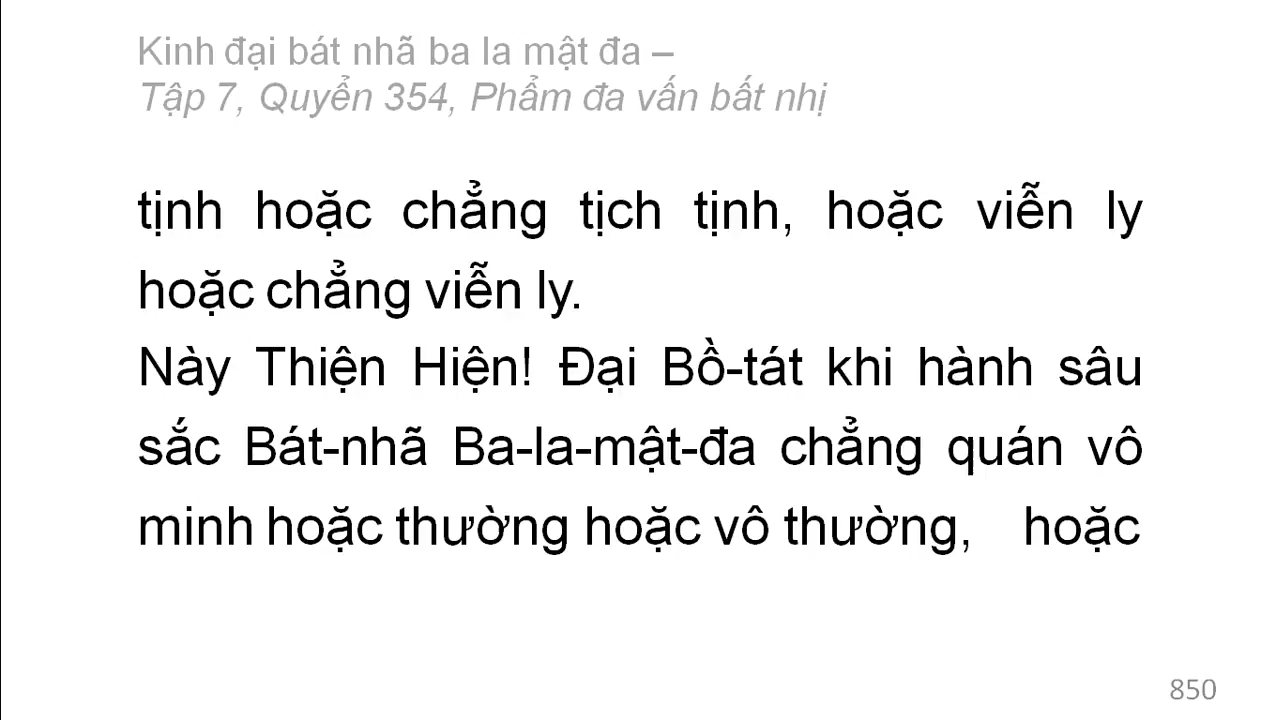 Kinh đại bát nhã ba la mật đa –
Tập 7, Quyển 354, Phẩm đa vấn bất nhị
tịnh hoặc chẳng tịch tịnh, hoặc viễn ly
hoặc chẳng viễn ly.
Này Thiện Hiện! Đại Bồ-tát khi hành sâu
sắc Bát-nhã Ba-la-mật-đa chẳng quán vô
minh hoặc thường hoặc vô thường, hoặc
850